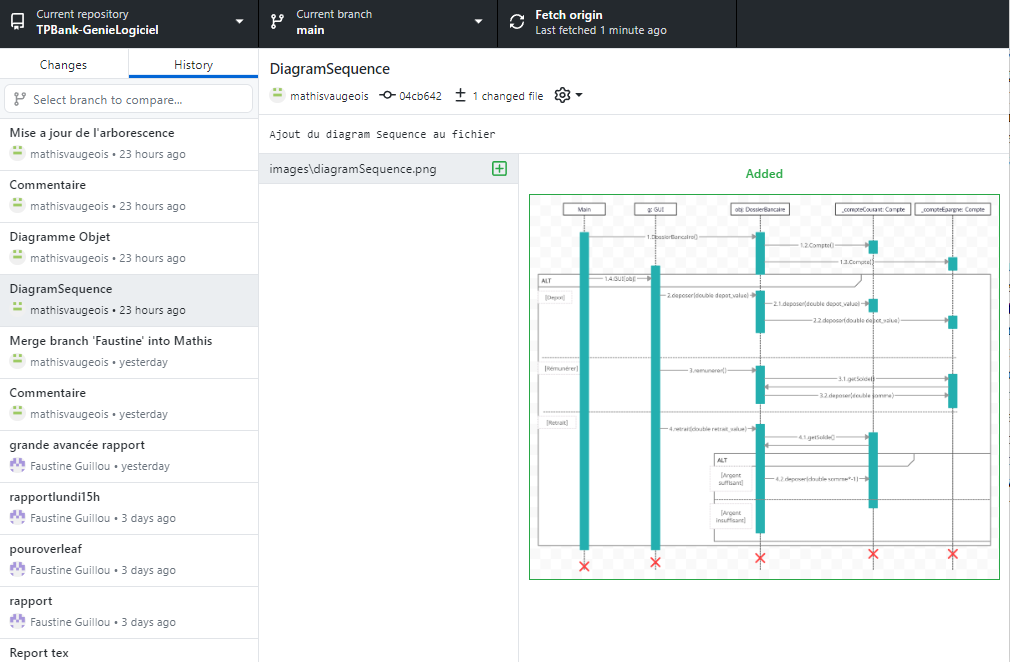 Current repository
TPBank-GenieLogiciel
Current branch
main
Fetch origin
Last fetched 1 minute ago
Changes
History
Select branch to compare...
Mise a jour de l'arborescence
mathisvaugeois • 23 hours ago
Commentaire
mathisvaugeois • 23 hours ago
Diagramme Objet
mathisvaugeois • 23 hours ago
DiagramSequence
mathisvaugeois • 23 hours ago
Merge branch 'Faustine' into Mathis
mathisvaugeois • yesterday
Commentaire
mathisvaugeois • yesterday
grande avancée rapport
Faustine Guillou • yesterday
rapportlundi15h
Faustine Guillou • 3 days ago
pouroverleaf
Faustine Guillou • 3 days ago
rapport
Faustine Guillou • 3 days ago
Report tex
DiagramSequence
mathisvaugeois 04cb642 1 changed file
Ajout du diagram Sequence au fichier
images\diagramSequence.png
Added
Main
g: GUI
obj: DossierBancaire
_compteCourant: Compte
_compteEpargne: Compte
1.DossierBancaire()
1.2.Compte()
1.3.Compte()
ALT
1.4.GUI(obj)
[Depot]
2.deposer(double depot_value)
2.1.deposer(double depot_value)
2.2.deposer(double depot_value)
[Rémunérer]
3.remunerer()
3.1.getSolde()
3.2.deposer(double somme)
[Retrait]
4.retrait(double retrait_value)
4.1.getSolde()
ALT
[Argent
suffisant]
4.2.deposer(double somme*-1)
[Argent
insuffisant]